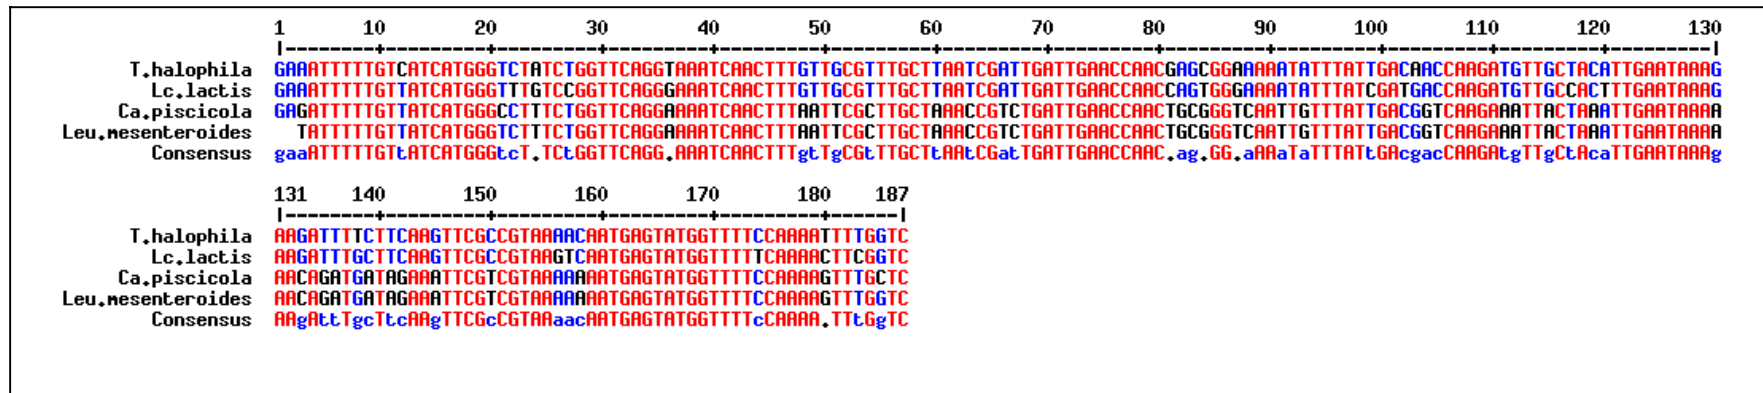 1 10 20 30 40 50 60 70 80 90 100 110 120 130
|--------+---------+---------+---------+---------+---------+---------+---------+---------+---------+---------+---------+---------|
T.halophila GAAATTTTTGTCATCATGGGTCTATCTGGTTCAGGTAAATCAACTTTGTTGCGTTTGCTTAATCGATTGATTGAACCAACGAGCGGAAAAATATTTATTGACAACCAAGATGTTGCTACATTGAATAAAG
Lc.lactis GAAATTTTTGTTATCATGGGTTTGTCCGGTTCAGGGAAATCAACTTTGTTGCGTTTGCTTAATCGATTGATTGAACCAACCAGTGGGAAAATATTTATCGATGACCAAGATGTTGCCACTTTGAATAAAG
Ca.piscicola GAGATTTTTGTTATCATGGGCCTTTCTGGTTCAGGAAAATCAACTTTAATTCGCTTGCTAAACCGTCTGATTGAACCAACTGCGGGTCAATTGTTTATTGACGGTCAAGAAATTACTAAATTGAATAAAA
Leu.mesenteroides TATTTTTGTTATCATGGGTCTTTCTGGTTCAGGAAAATCAACTTTAATTCGCTTGCTAAACCGTCTGATTGAACCAACTGCGGGTCAATTGTTTATTGACGGTCAAGAAATTACTAAATTGAATAAAA
Consensus gaaATTTTTGTtATCATGGGtcT.TCtGGTTCAGG.AAATCAACTTTgtTgCGtTTGCTtAAtCGatTGATTGAACCAAC.ag.GG.aAAaTaTTTATtGAcgacCAAGAtgTTgCtAcaTTGAATAAAg
131 140 150 160 170 180 187
|--------+---------+---------+---------+---------+------|
T.halophila AAGATTTTCTTCAAGTTCGCCGTAAAACAATGAGTATGGTTTTCCAAAATTTTGGTC
Lc.lactis AAGATTTGCTTCAAGTTCGCCGTAAGTCAATGAGTATGGTTTTTCAAAACTTCGGTC
Ca.piscicola AACAGATGATAGAAATTCGTCGTAAAAAAATGAGTATGGTTTTCCAAAAGTTTGCTC
Leu.mesenteroides AACAGATGATAGAAATTCGTCGTAAAAAAATGAGTATGGTTTTCCAAAAGTTTGGTC
Consensus AAgAttTgcTtcAAgTTCGcCGTAAaacAATGAGTATGGTTTTcCAAAA.TTtGgTC